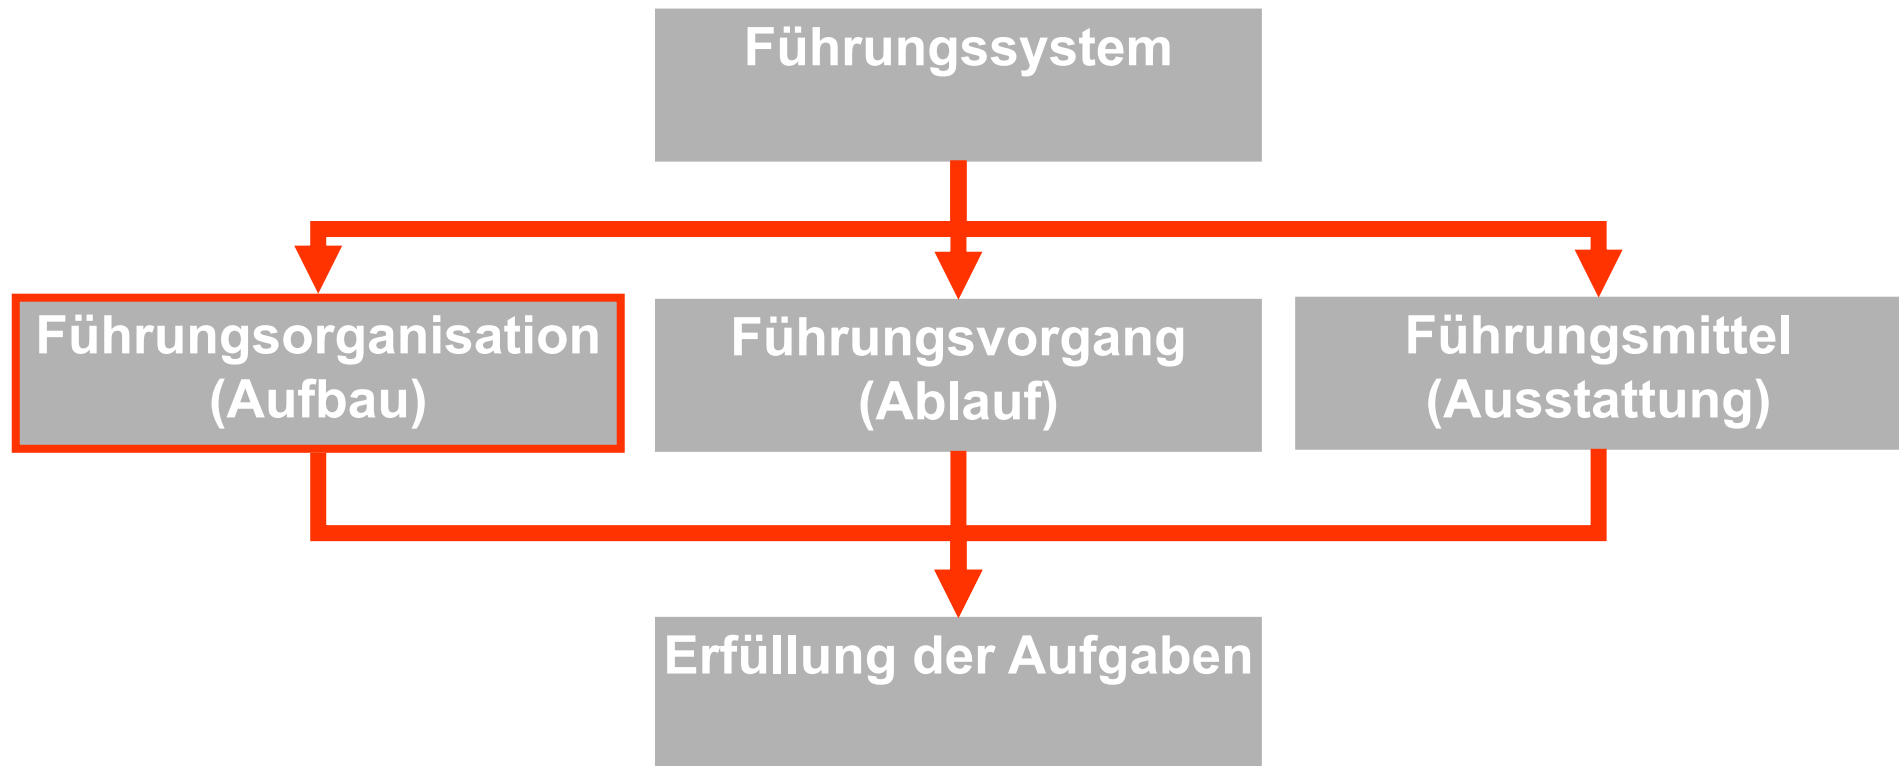 Führungssystem
Führungsorganisation
(Aufbau)
Führungsvorgang
(Ablauf)
Führungsmittel
(Ausstattung)
Erfüllung der Aufgaben